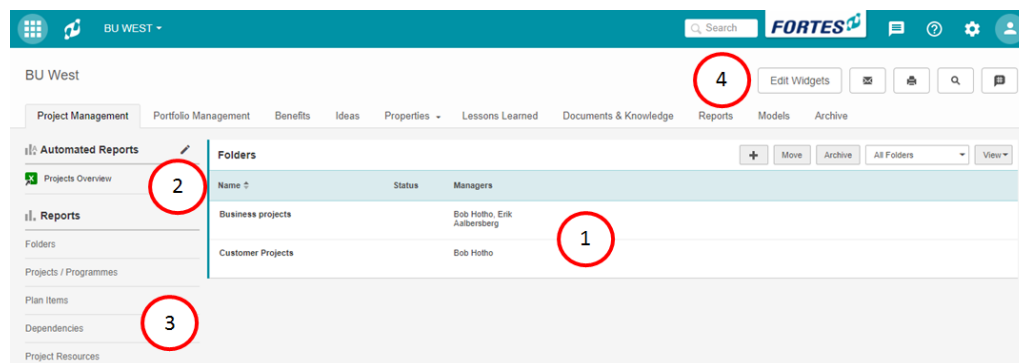 BU WEST
Search
FORTES
BU West
4
Edit Widgets
Project Management Portfolio Management Benefits Ideas Properties Lessons Learned Documents & Knowledge Reports Models Archive
Automated Reports
Projects Overview
2
Reports
Folders
Projects / Programmes
Plan Items
Dependencies
3
Project Resources
Folders
Move Archive All Folders View
Name Status Managers
Business projects Bob Hotho, Erik
Aalbersberg
1
Customer Projects Bob Hotho